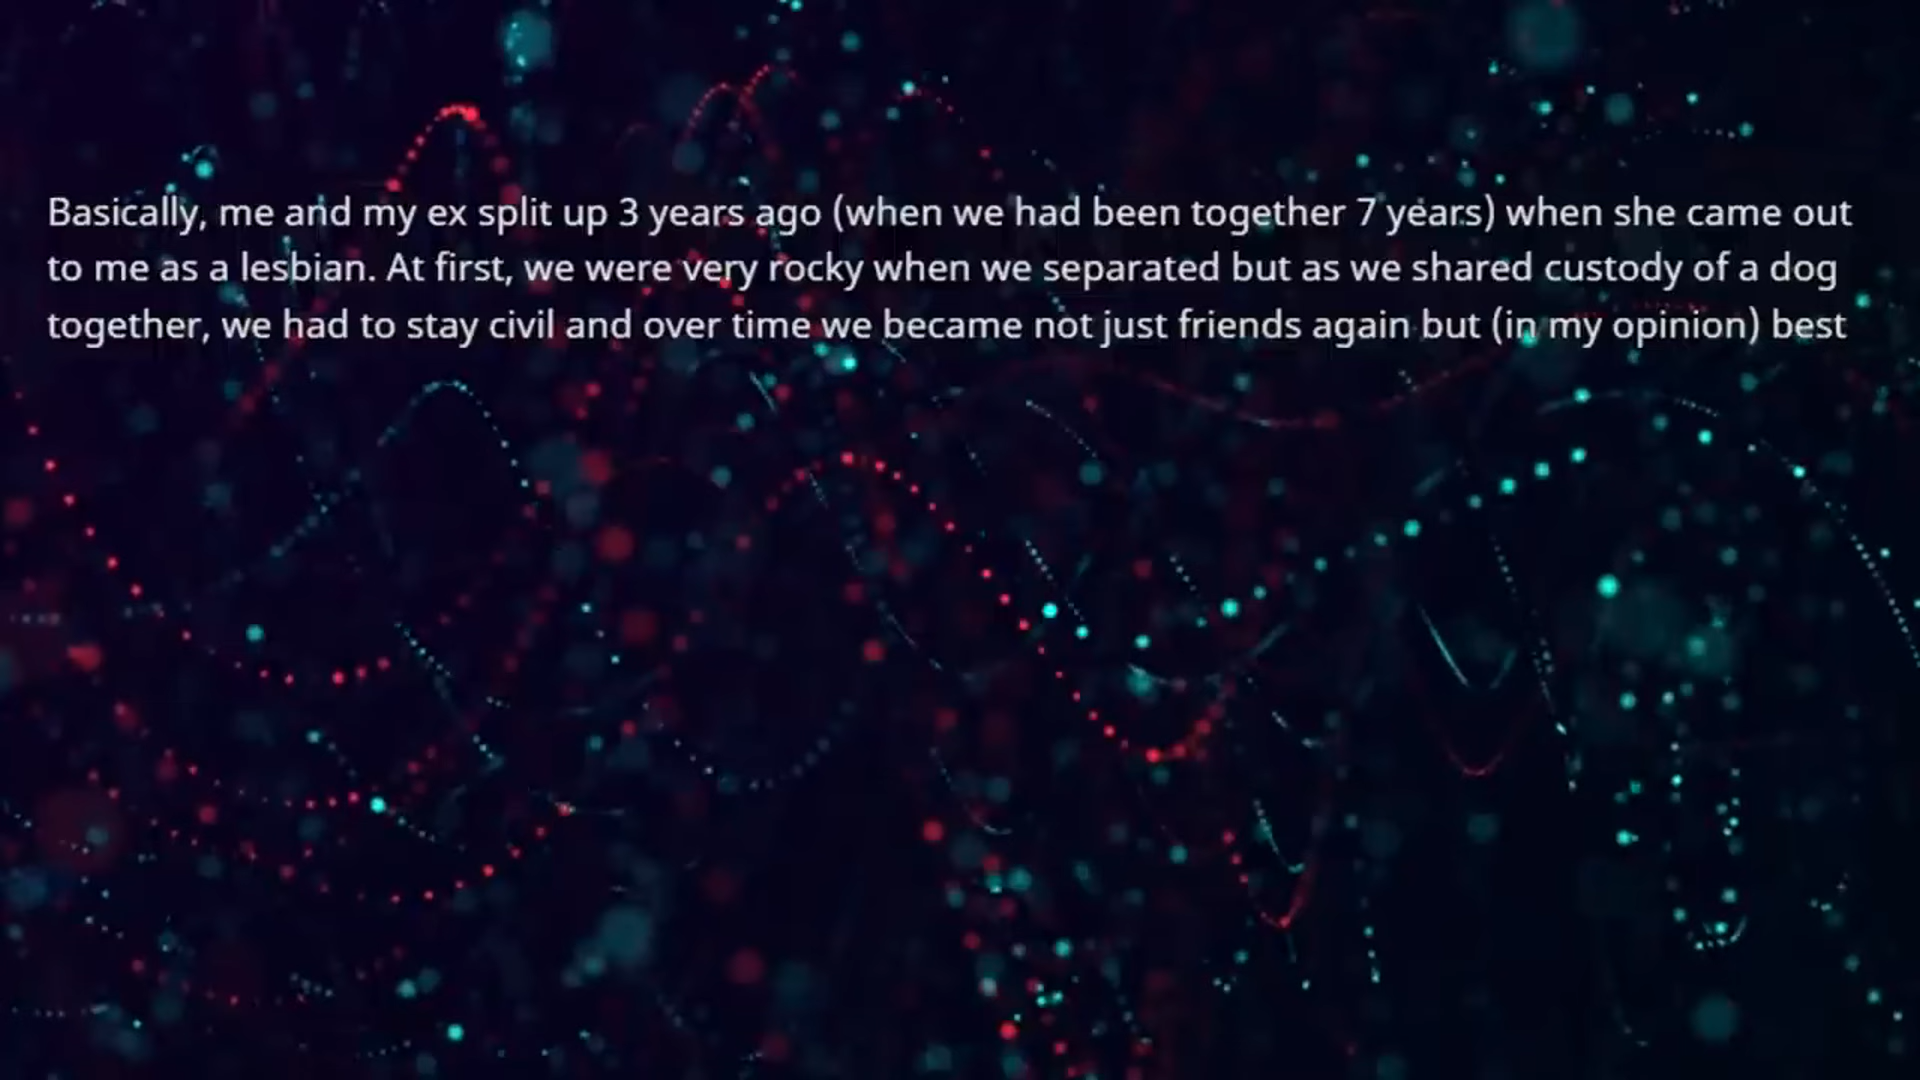 Basically, me and my ex split up 3 years ago (when we had been together 7 years) when she came out
to me as a lesbian. At first, we were very rocky when we separated but as we shared custody of a dog
together, we had to stay civil and over time we became not just friends again but (in my opinion) best